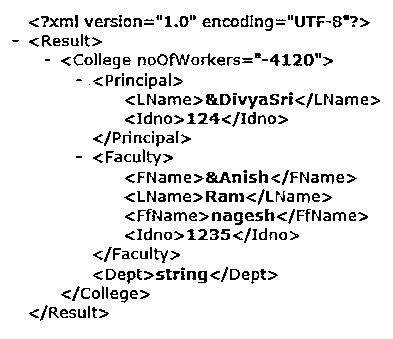 <?xml version="1.0" encoding="UTF-8"?>
- <Result>
- <College noOfWorkers="-4120">
- <Principal>
<LName>&DivyaSri</LName>
<Idno>124</Idno>
</Principal>
- <Faculty>
<FName>&Anish</FName>
<LName>Ram</LName>
<FfName>nagesh</FfName>
<Idno>1235</Idno>
</Faculty>
<Dept>string</Dept>
</College>
</Result>